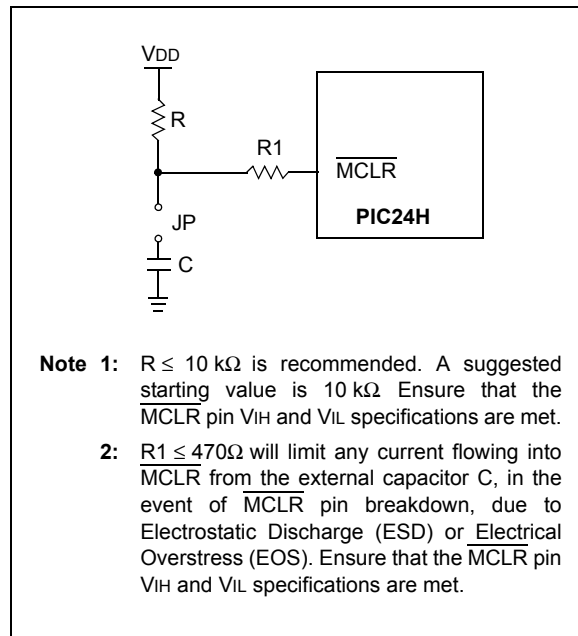 VDD
R
R1
MCLR
JP
PIC24H
C
Note 1: R ≤ 10 kΩ is recommended. A suggested
starting value is 10 kΩ Ensure that the
MCLR pin VIH and VIL specifications are met.
2: R1 ≤ 470Ω will limit any current flowing into
MCLR from the external capacitor C, in the
event of MCLR pin breakdown, due to
Electrostatic Discharge (ESD) or Electrical
Overstress (EOS). Ensure that the MCLR pin
VIH and VIL specifications are met.